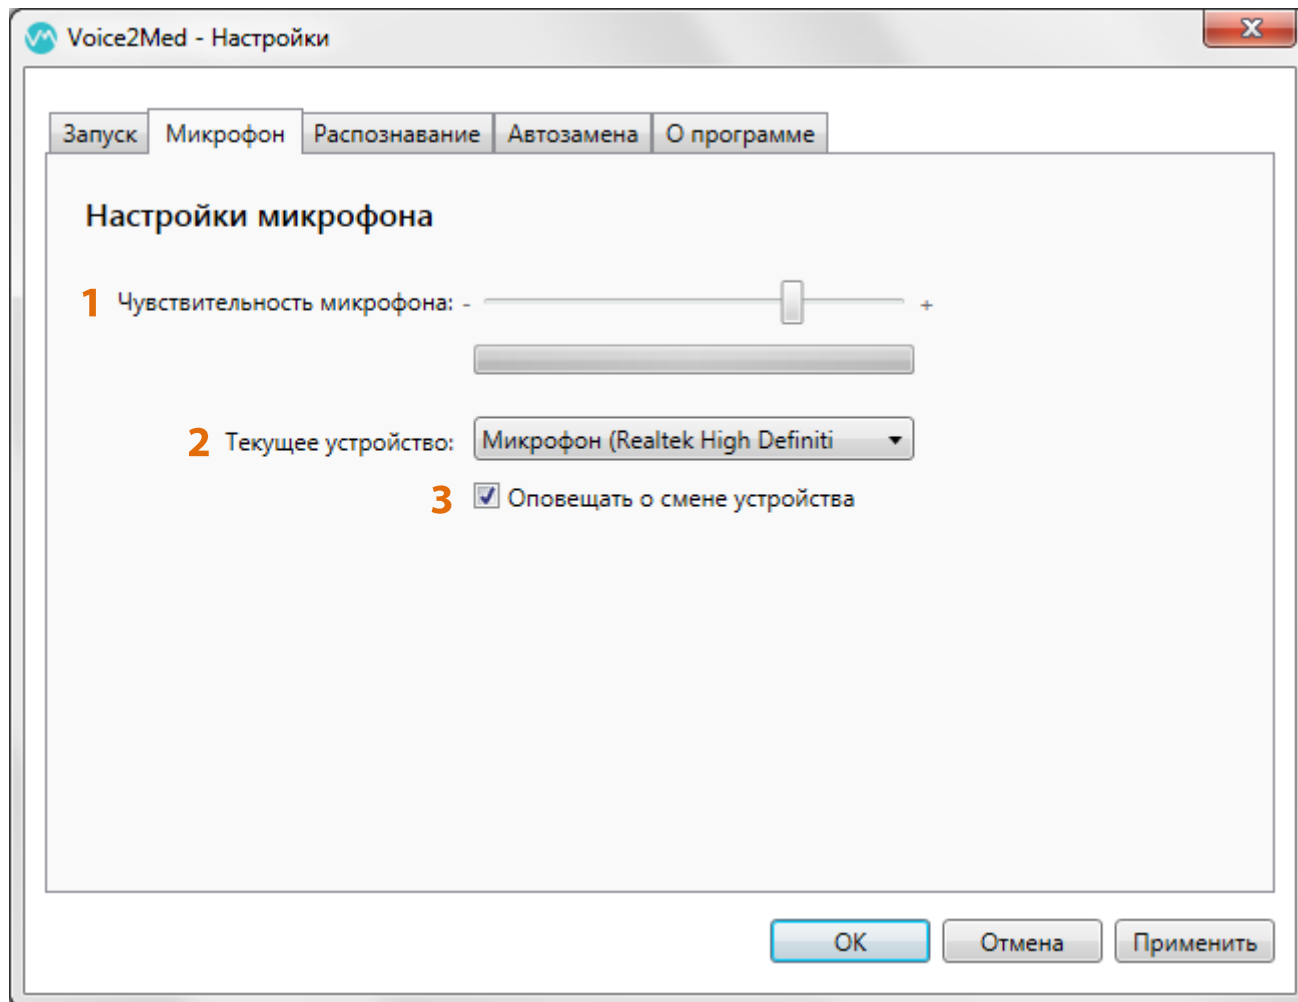 Voice2Med - Настройки
Запуск Микрофон Распознавание Автозамена О программе
Настройки микрофона
1 Чувствительность микрофона: - +
2 Текущее устройство: Микрофон (Realtek High Definiti
3 Оповещать о смене устройства
OK Отмена Применить